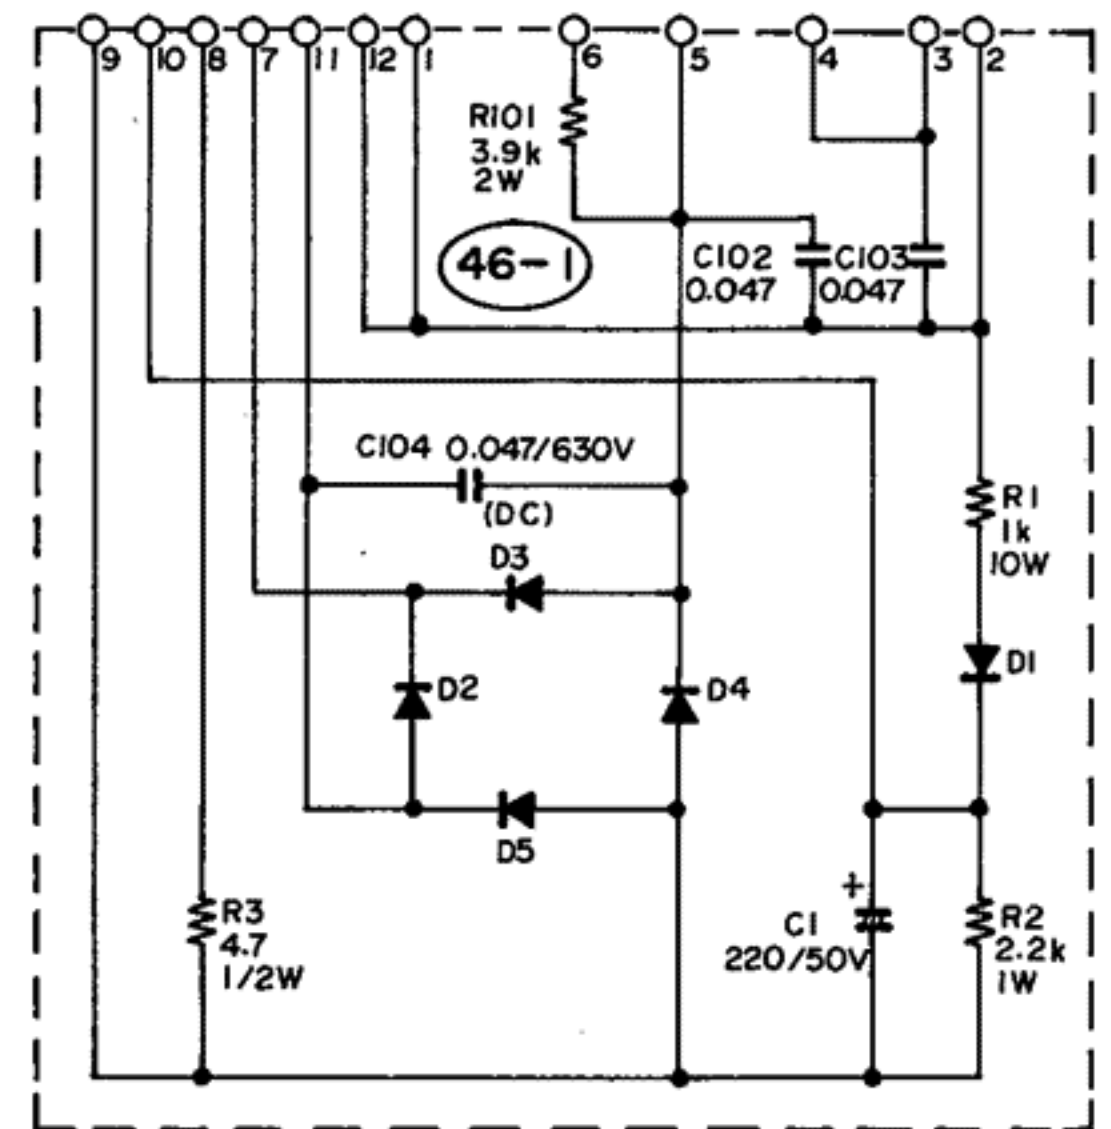 9 10 8 7 11 12 1 6 5 4 3 2
R101
3.9k
2W
46-1
C102
0.047
C103
0.047
C104 0.047/630V
(DC)
R1
1k
10W
D3
D1
D2
D4
D5
R3
4.7
1/2W
+
C1
220/50V
R2
2.2k
1W